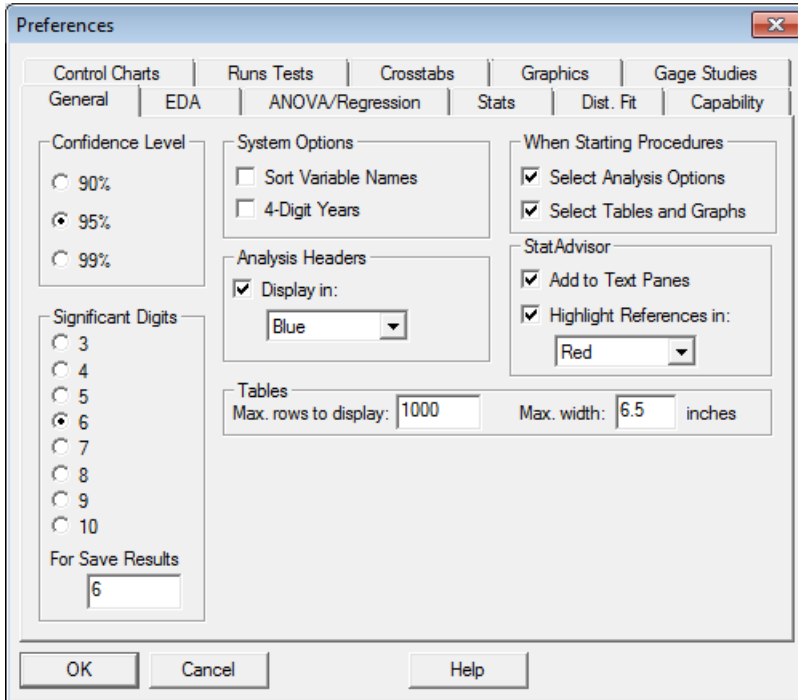 Preferences
Control Charts Runs Tests Crosstabs Graphics Gage Studies
General EDA ANOVA/Regression Stats Dist. Fit Capability
Confidence Level
90%
95%
99%
Significant Digits
3
4
5
6
7
8
9
10
For Save Results
6
System Options
Sort Variable Names
4-Digit Years
Analysis Headers
Display in:
Blue
When Starting Procedures
Select Analysis Options
Select Tables and Graphs
StatAdvisor
Add to Text Panes
Highlight References in:
Red
Tables
Max. rows to display: 1000 Max. width: 6.5 inches
OK Cancel Help